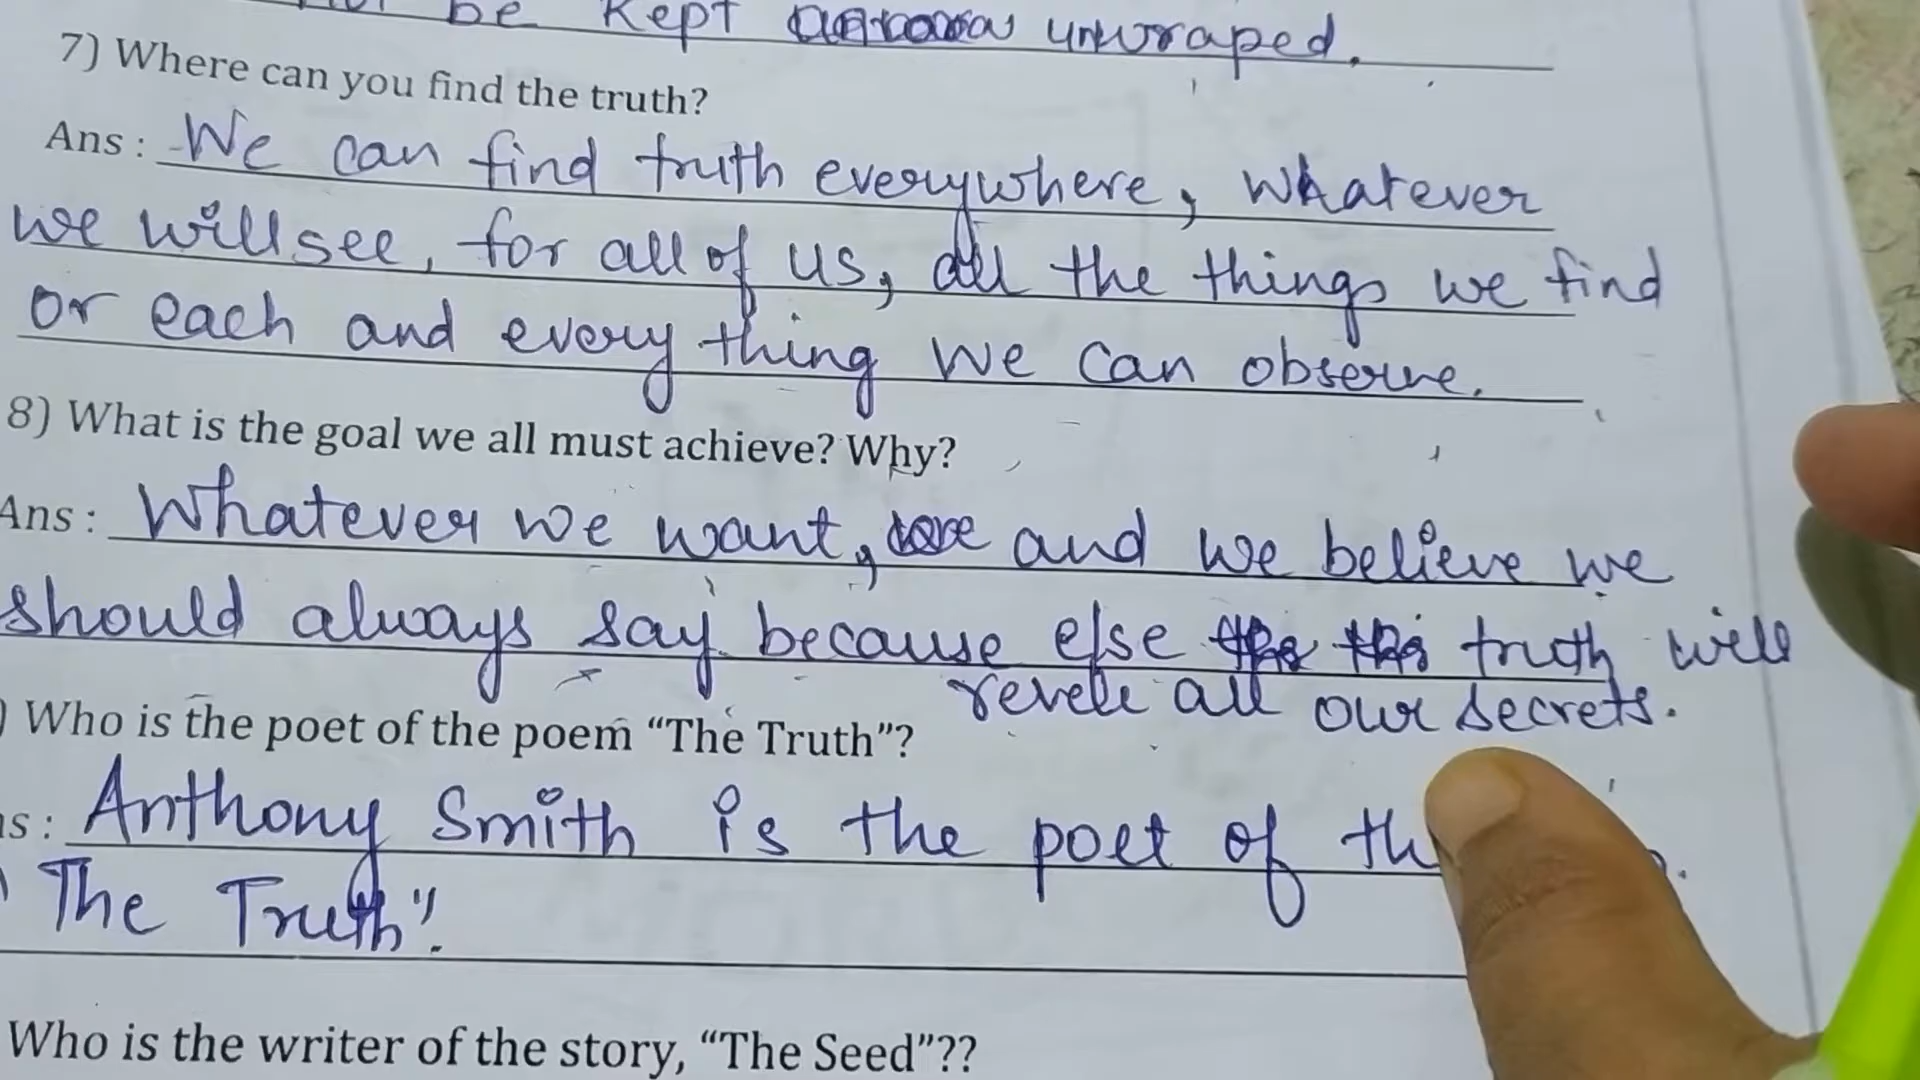 be kept unwraped.
7) Where can you find the truth?
Ans : We can find truth everywhere, whatever
we will see, for all of us, all the things we find
or each and every thing we can observe.
8) What is the goal we all must achieve? Why?
Ans : Whatever we want, and we believe we
should always say because else truth will
revele all our secrets.
) Who is the poet of the poem “The Truth”?
ns : Anthony Smith is the poet of th
The Truth".
Who is the writer of the story, “The Seed”??